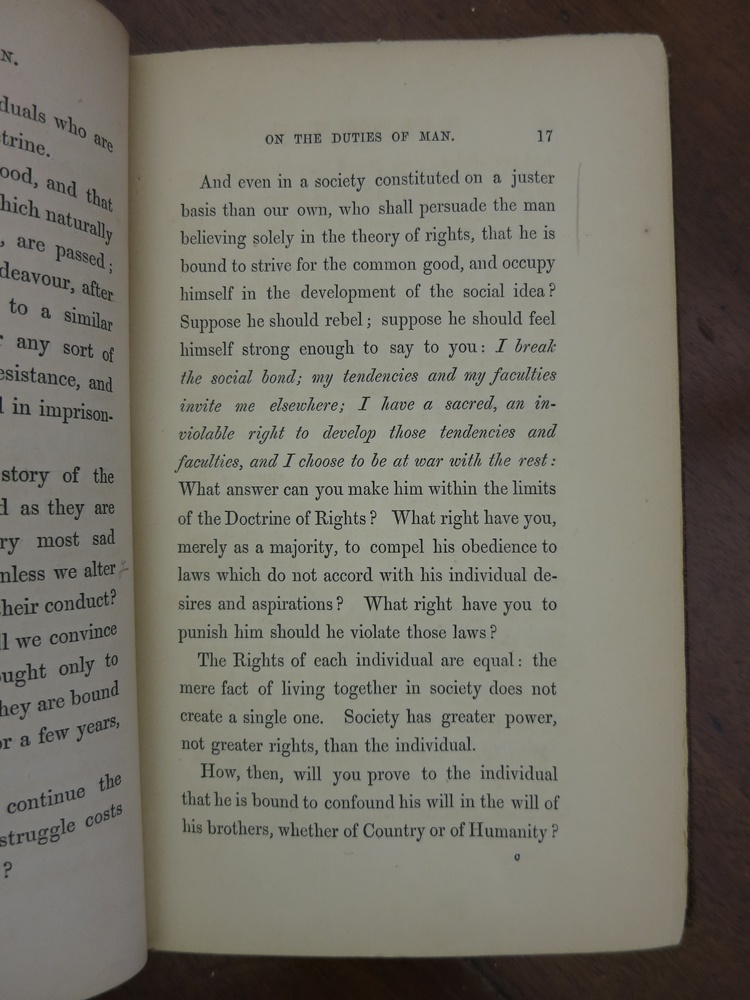 N.
duals who are
trine.
ood, and that
hich naturally
, are passed;
deavour, after
to a similar
any sort of
esistance, and
d in imprison-
story of the
d as they are
ry most sad
nless we alter
heir conduct?
ll we convince
ought only to
hey are bound
or a few years,
continue the
struggle costs
?
ON THE DUTIES OF MAN. 17
And even in a society constituted on a juster
basis than our own, who shall persuade the man
believing solely in the theory of rights, that he is
bound to strive for the common good, and occupy
himself in the development of the social idea?
Suppose he should rebel; suppose he should feel
himself strong enough to say to you: I break
the social bond; my tendencies and my faculties
invite me elsewhere; I have a sacred, an in-
violable right to develop those tendencies and
faculties, and I choose to be at war with the rest:
What answer can you make him within the limits
of the Doctrine of Rights? What right have you,
merely as a majority, to compel his obedience to
laws which do not accord with his individual de-
sires and aspirations? What right have you to
punish him should he violate those laws?
The Rights of each individual are equal: the
mere fact of living together in society does not
create a single one. Society has greater power,
not greater rights, than the individual.
How, then, will you prove to the individual
that he is bound to confound his will in the will of
his brothers, whether of Country or of Humanity?